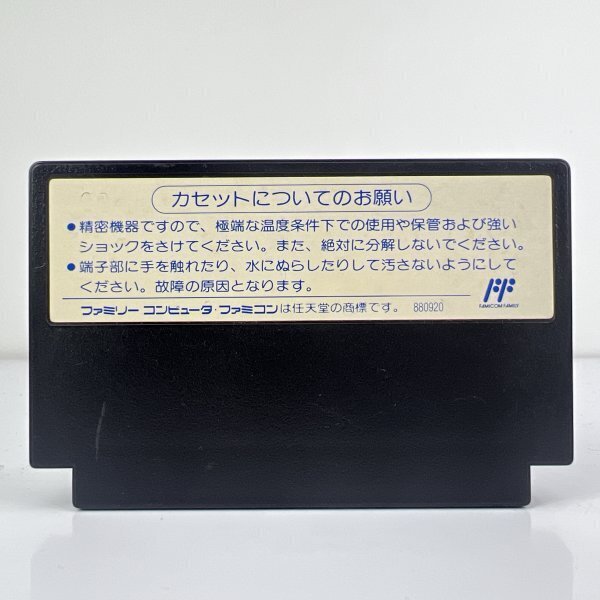 カセットについてのお願い
●精密機器ですので、極端な温度条件下での使用や保管および強い
ショックをさけてください。また、絶対に分解しないでください。
●端子部に手を触れたり、水にぬらしたりして汚さないようにして
ください。故障の原因となります。
ファミリー コンピュータ・ファミコンは任天堂の商標です。 880920
FF
FAMICOM FAMILY